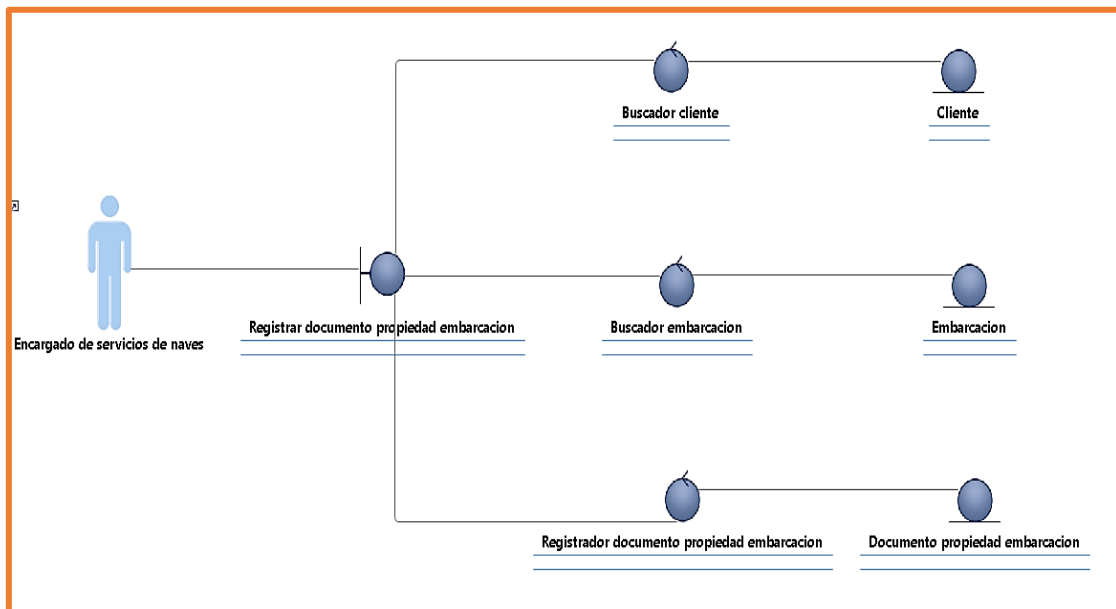 Buscador cliente
Cliente
Encargado de servicios de naves
Registrar documento propiedad embarcacion
Buscador embarcacion
Embarcacion
Registrador documento propiedad embarcacion
Documento propiedad embarcacion